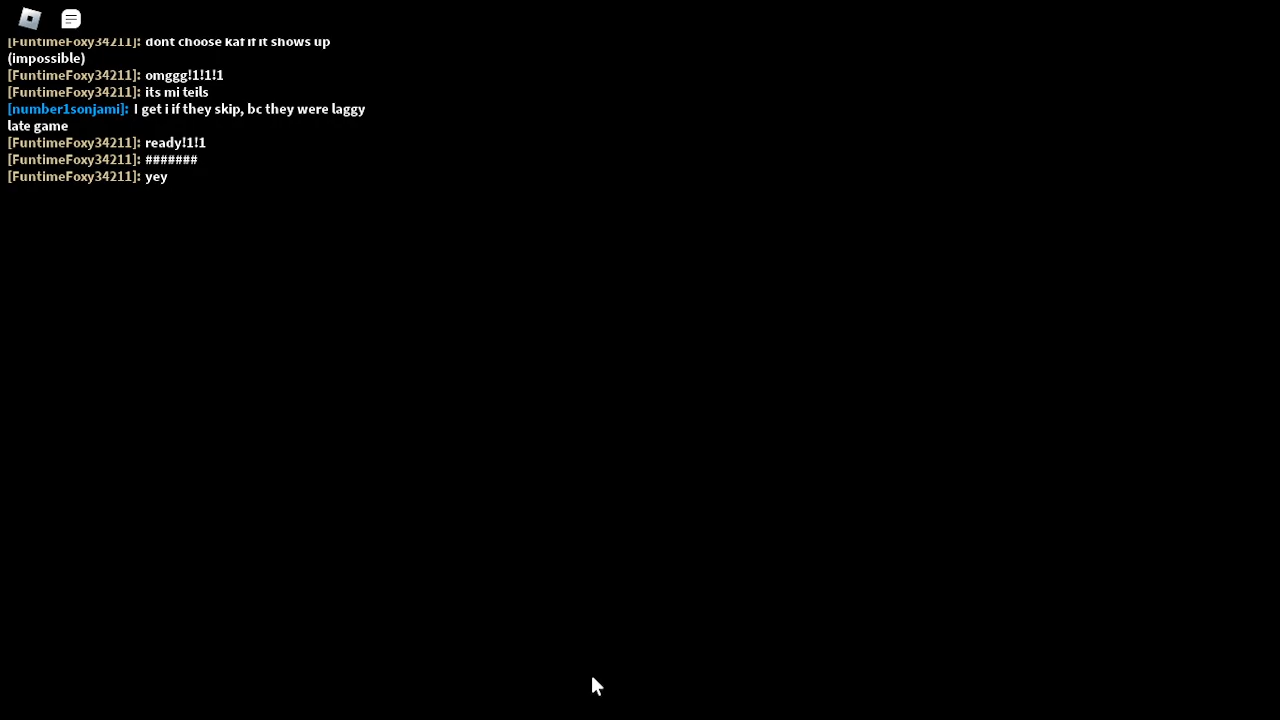 [FuntimeFoxy34211]: dont choose kaf if it shows up
(impossible)
[FuntimeFoxy34211]: omggg!1!1!1
[FuntimeFoxy34211]: its mi teils
[number1sonjami]: I get i if they skip, bc they were laggy
late game
[FuntimeFoxy34211]: ready!1!1
[FuntimeFoxy34211]: #######
[FuntimeFoxy34211]: yey